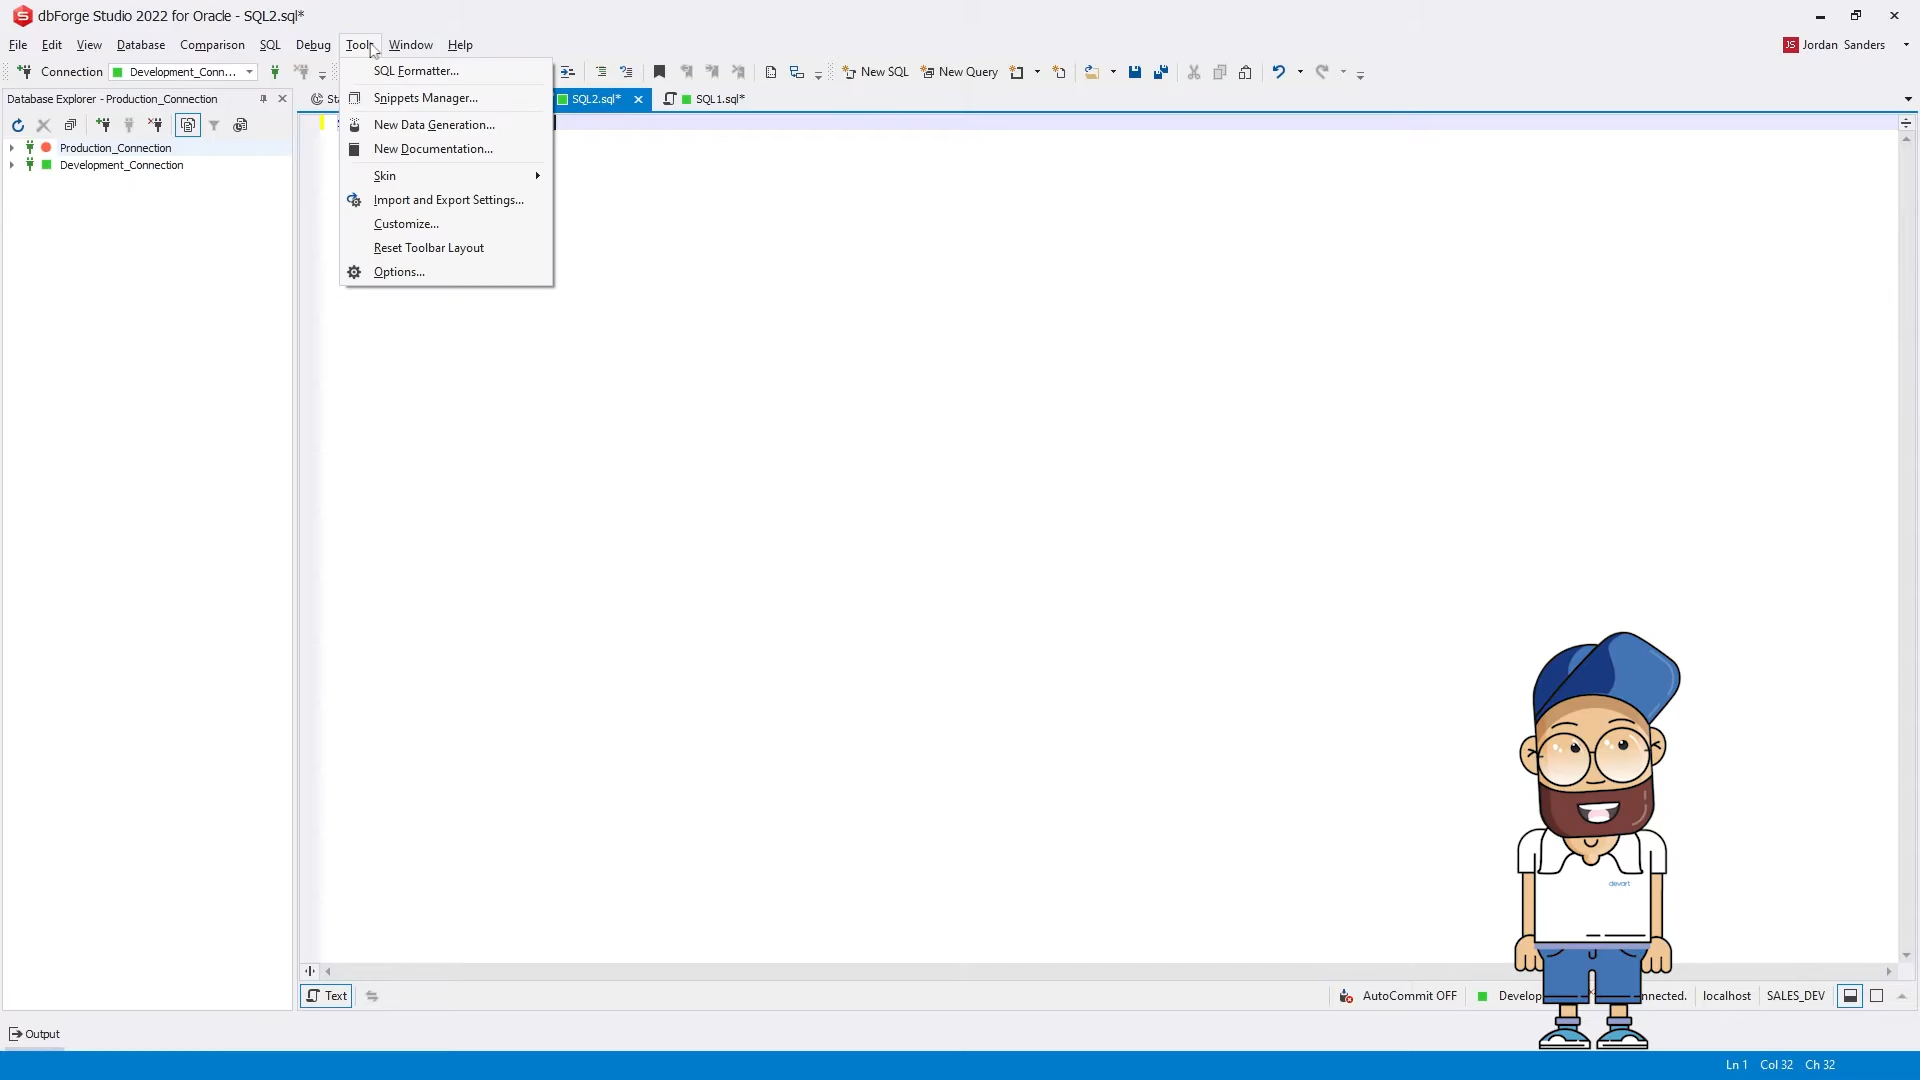 dbForge Studio 2022 for Oracle - SQL2.sql*
File Edit View Database Comparison SQL Debug Tools Window Help
JS Jordan Sanders
Connection Development_Conn... New SQL New Query
Database Explorer - Production_Connection
SQL2.sql* SQL1.sql*
Production_Connection
Development_Connection
SQL Formatter...
Snippets Manager...
New Data Generation...
New Documentation...
Skin
Import and Export Settings...
Customize...
Reset Toolbar Layout
Options...
devart
Text
AutoCommit OFF localhost SALES_DEV
Output
Ln 1 Col 32 Ch 32